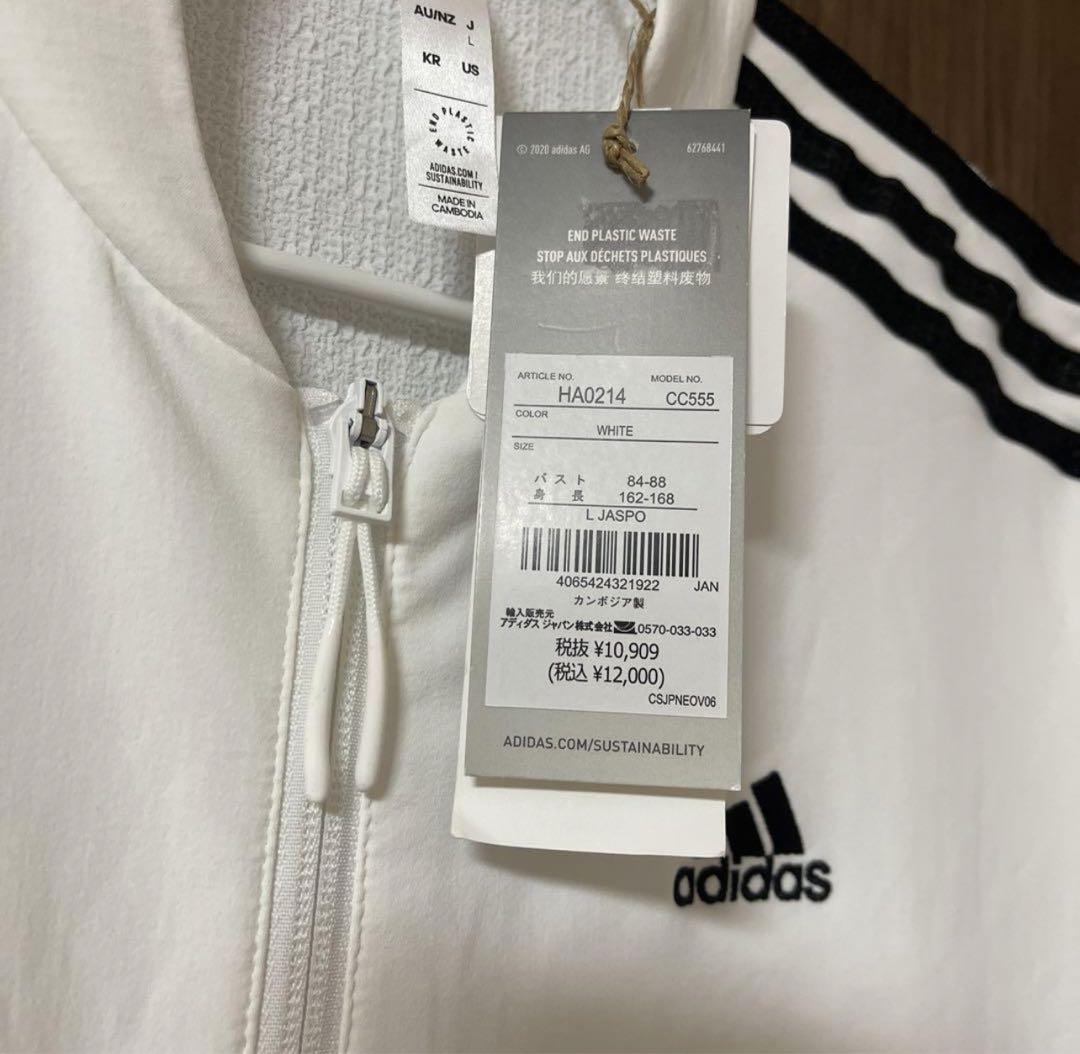 AU/NZ J
L
KR US
END PLASTIC WASTE
ADIDAS.COM/
SUSTAINABILITY
MADE IN
CAMBODIA
© 2020 adidas AG 62768441
END PLASTIC WASTE
STOP AUX DÉCHETS PLASTIQUES
我们的愿景 终结塑料废物
ARTICLE NO. MODEL NO.
HA0214 CC555
COLOR
WHITE
SIZE
バスト 84-88
身長 162-168
L JASPO
4065424321922 JAN
カンボジア製
輸入販売元
アディダス ジャパン株式会社 0570-033-033
税抜 ¥10,909
(税込 ¥12,000)
CSJPNEOV06
ADIDAS.COM/SUSTAINABILITY
adidas